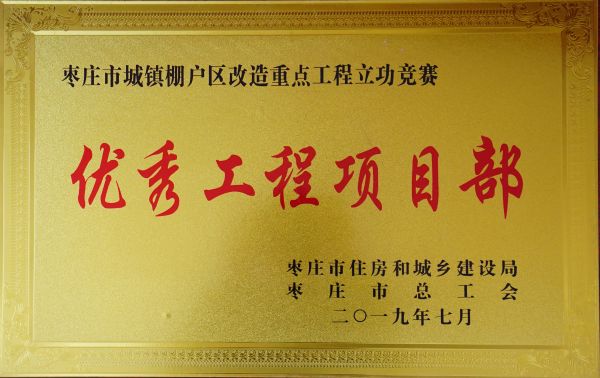 枣庄市城镇棚户区改造重点工程立功竞赛
优秀工程项目部
枣庄市住房和城乡建设局
枣庄市总工会
二〇一九年七月